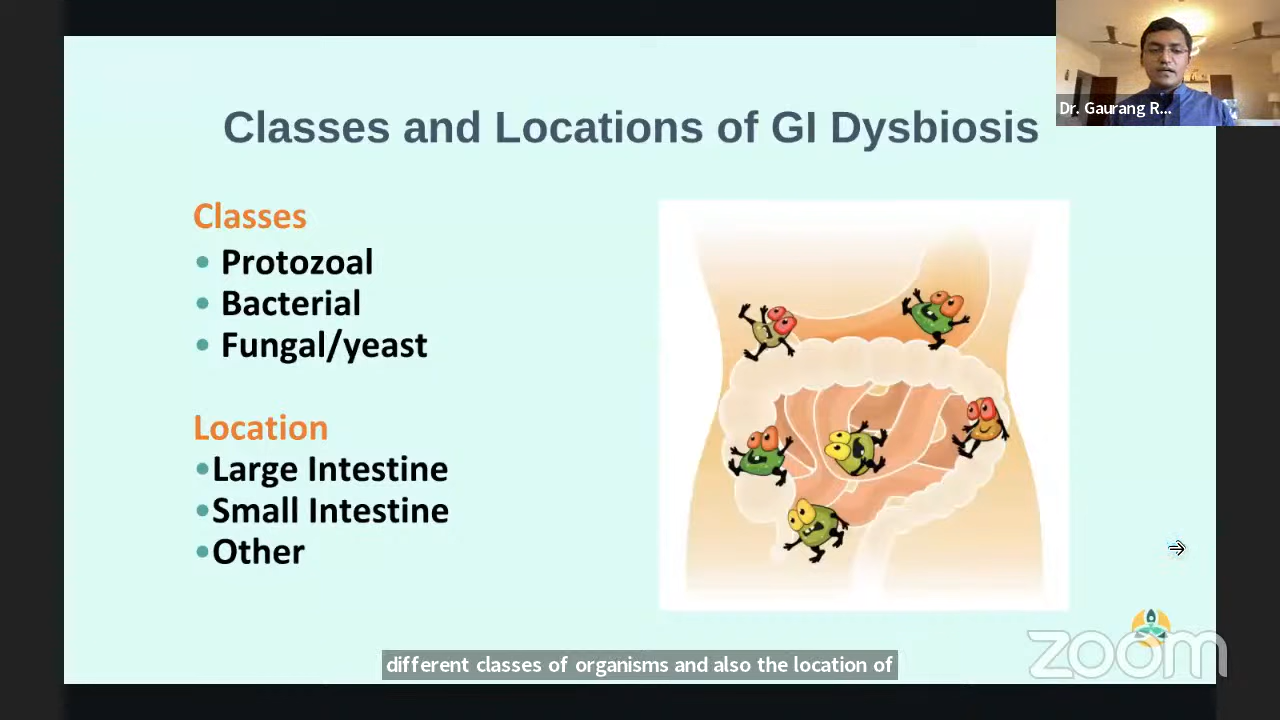 Dr. Gaurang R...
Classes and Locations of GI Dysbiosis
Classes
• Protozoal
• Bacterial
• Fungal/yeast
Location
•Large Intestine
•Small Intestine
•Other
different classes of organisms and also the location of
zoom